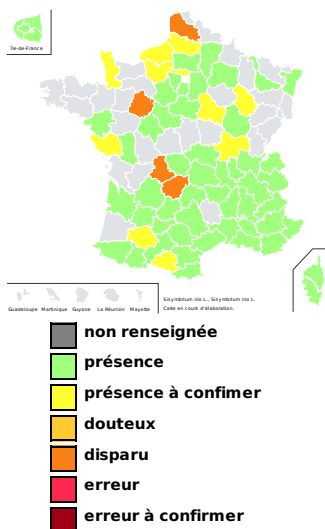 Île-de-France
Guadeloupe Martinique Guyane La Réunion Mayotte
Sisymbrium irio L., Sisymbrium irio L.
Carte en cours d'élaboration.
non renseignée
présence
présence à confimer
douteux
disparu
erreur
erreur à confirmer